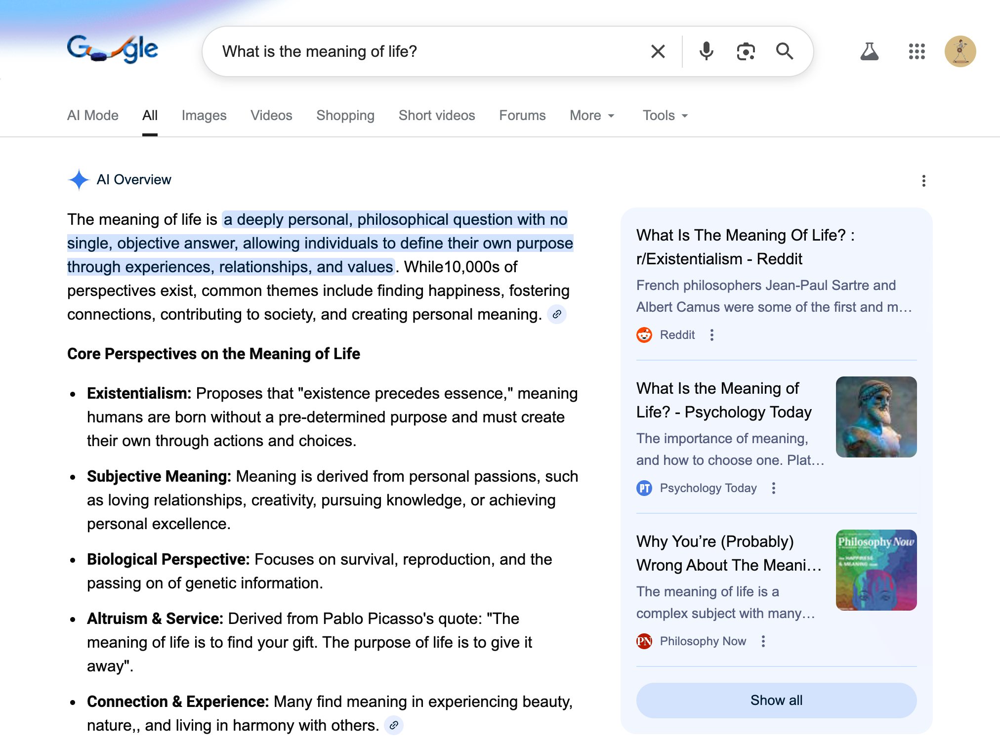 Google
What is the meaning of life?
AI Mode
All
Images
Videos
Shopping
Short videos
Forums
More
Tools
AI Overview
The meaning of life is a deeply personal, philosophical question with no
single, objective answer, allowing individuals to define their own purpose
through experiences, relationships, and values. While10,000s of
perspectives exist, common themes include finding happiness, fostering
connections, contributing to society, and creating personal meaning.
Core Perspectives on the Meaning of Life
• Existentialism: Proposes that "existence precedes essence," meaning
humans are born without a pre-determined purpose and must create
their own through actions and choices.
• Subjective Meaning: Meaning is derived from personal passions, such
as loving relationships, creativity, pursuing knowledge, or achieving
personal excellence.
• Biological Perspective: Focuses on survival, reproduction, and the
passing on of genetic information.
• Altruism & Service: Derived from Pablo Picasso's quote: "The
meaning of life is to find your gift. The purpose of life is to give it
away".
• Connection & Experience: Many find meaning in experiencing beauty,
nature,, and living in harmony with others.
What Is The Meaning Of Life? :
r/Existentialism - Reddit
French philosophers Jean-Paul Sartre and
Albert Camus were some of the first and m…
Reddit
What Is the Meaning of
Life? - Psychology Today
The importance of meaning,
and how to choose one. Plat…
PT
Psychology Today
Why You’re (Probably)
Wrong About The Meani…
The meaning of life is a
complex subject with many…
Philosophy Now
HAPPINESS
& MEANING
PN
Philosophy Now
Show all